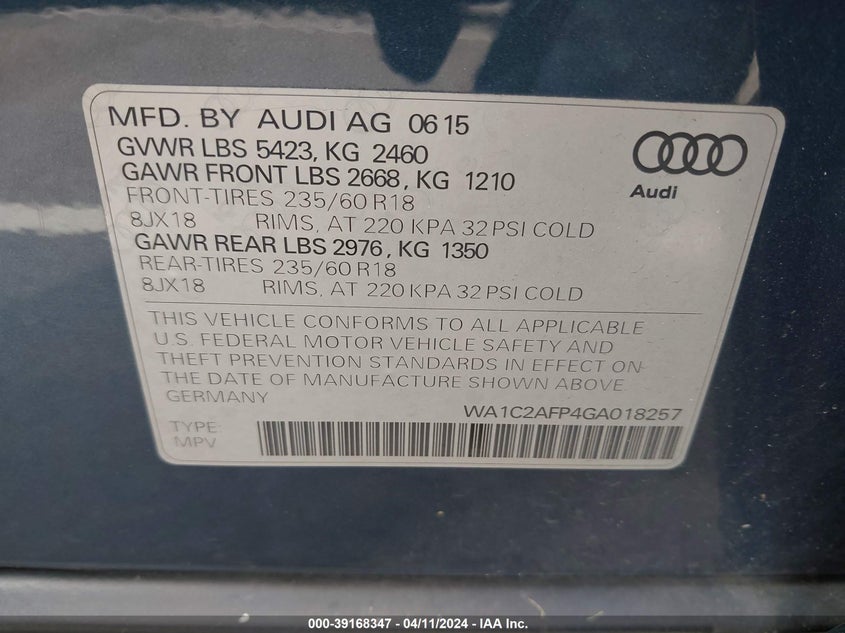 MFD. BY AUDI AG 06 15
GVWR LBS 5423, KG 2460
GAWR FRONT LBS 2668, KG 1210
FRONT-TIRES 235/60 R18
8JX18 RIMS, AT 220 KPA 32 PSI COLD
GAWR REAR LBS 2976, KG 1350
REAR-TIRES 235/60 R18
8JX18 RIMS, AT 220 KPA 32 PSI COLD
Audi
THIS VEHICLE CONFORMS TO ALL APPLICABLE
U.S. FEDERAL MOTOR VEHICLE SAFETY AND
THEFT PREVENTION STANDARDS IN EFFECT ON
THE DATE OF MANUFACTURE SHOWN ABOVE.
GERMANY
WA1C2AFP4GA018257
TYPE:
MPV
000-39168347 - 04/11/2024 - IAA Inc.